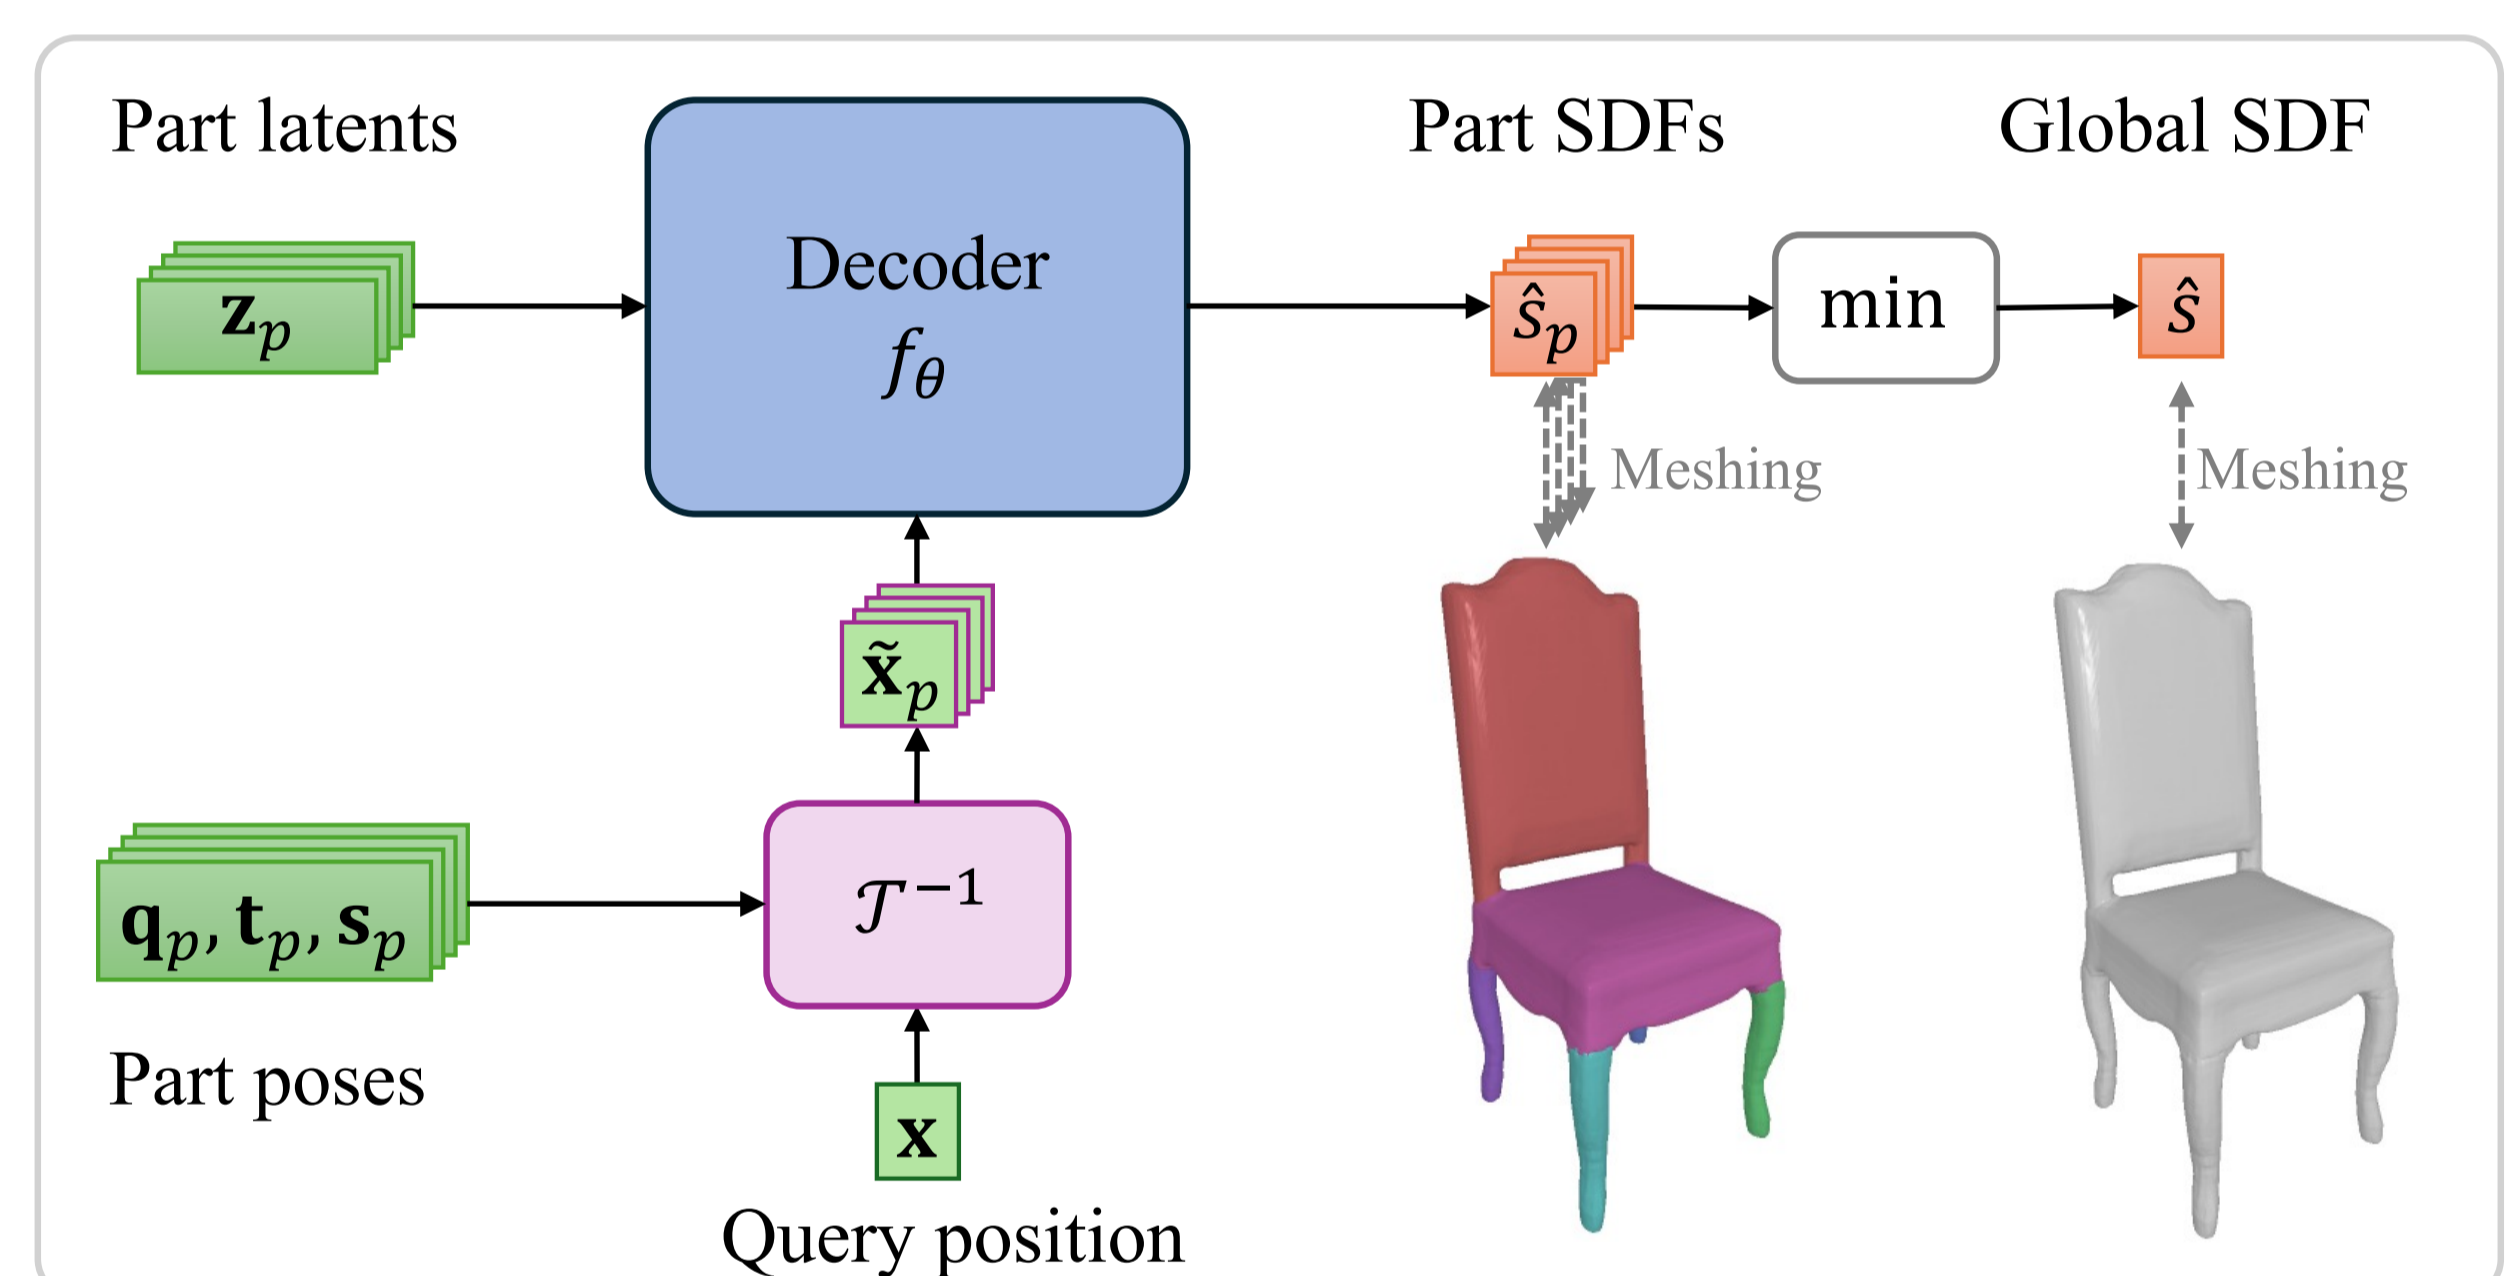 Part latents
Part SDFs
Global SDF
𝐳ₚ
Decoder
f_θ
ŝₚ
min
ŝ
Meshing
Meshing
𝐱̃ₚ
𝐪ₚ, 𝐭ₚ, 𝐬ₚ
𝒯⁻¹
Part poses
𝐱
Query position